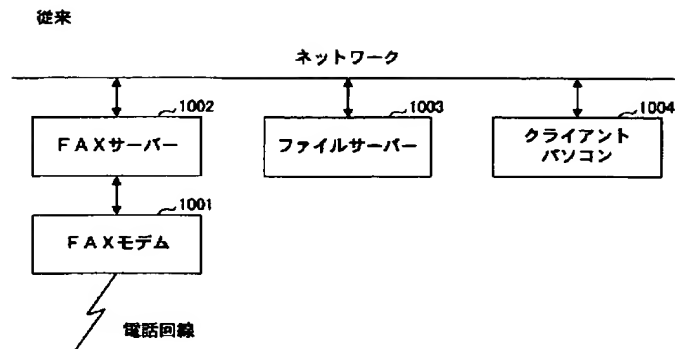 従来
ネットワーク
1002
1003
1004
ＦＡＸサーバー
ファイルサーバー
クライアント
パソコン
1001
ＦＡＸモデム
電話回線